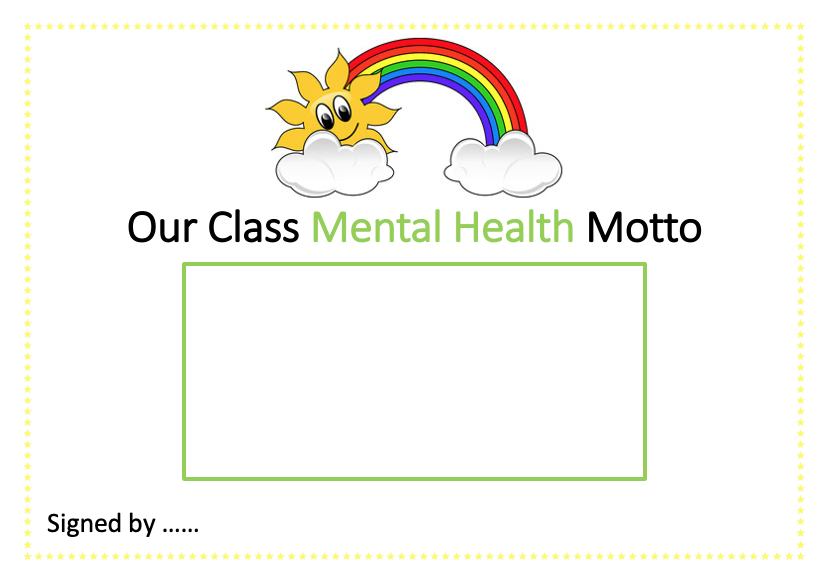 Our Class Mental Health Motto
Signed by ......